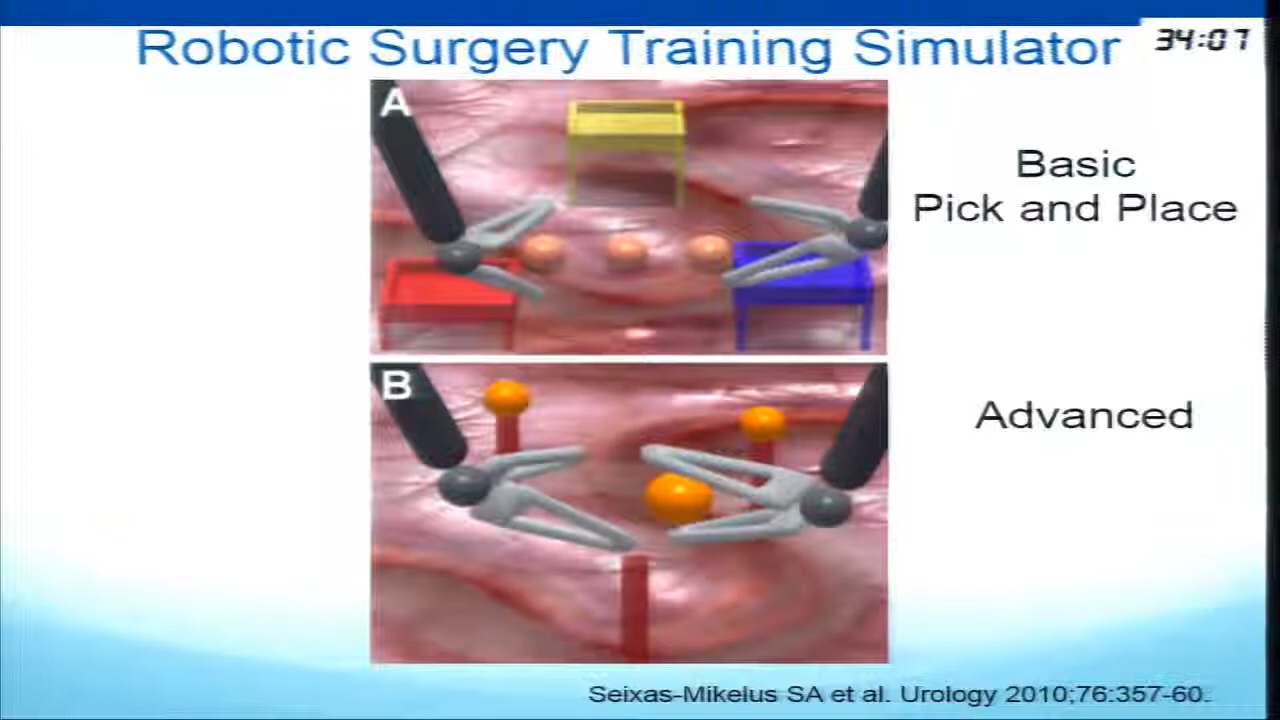 Robotic Surgery Training Simulator
34:07
A
Basic
Pick and Place
B
Advanced
Seixas-Mikelus SA et al. Urology 2010;76:357-60.